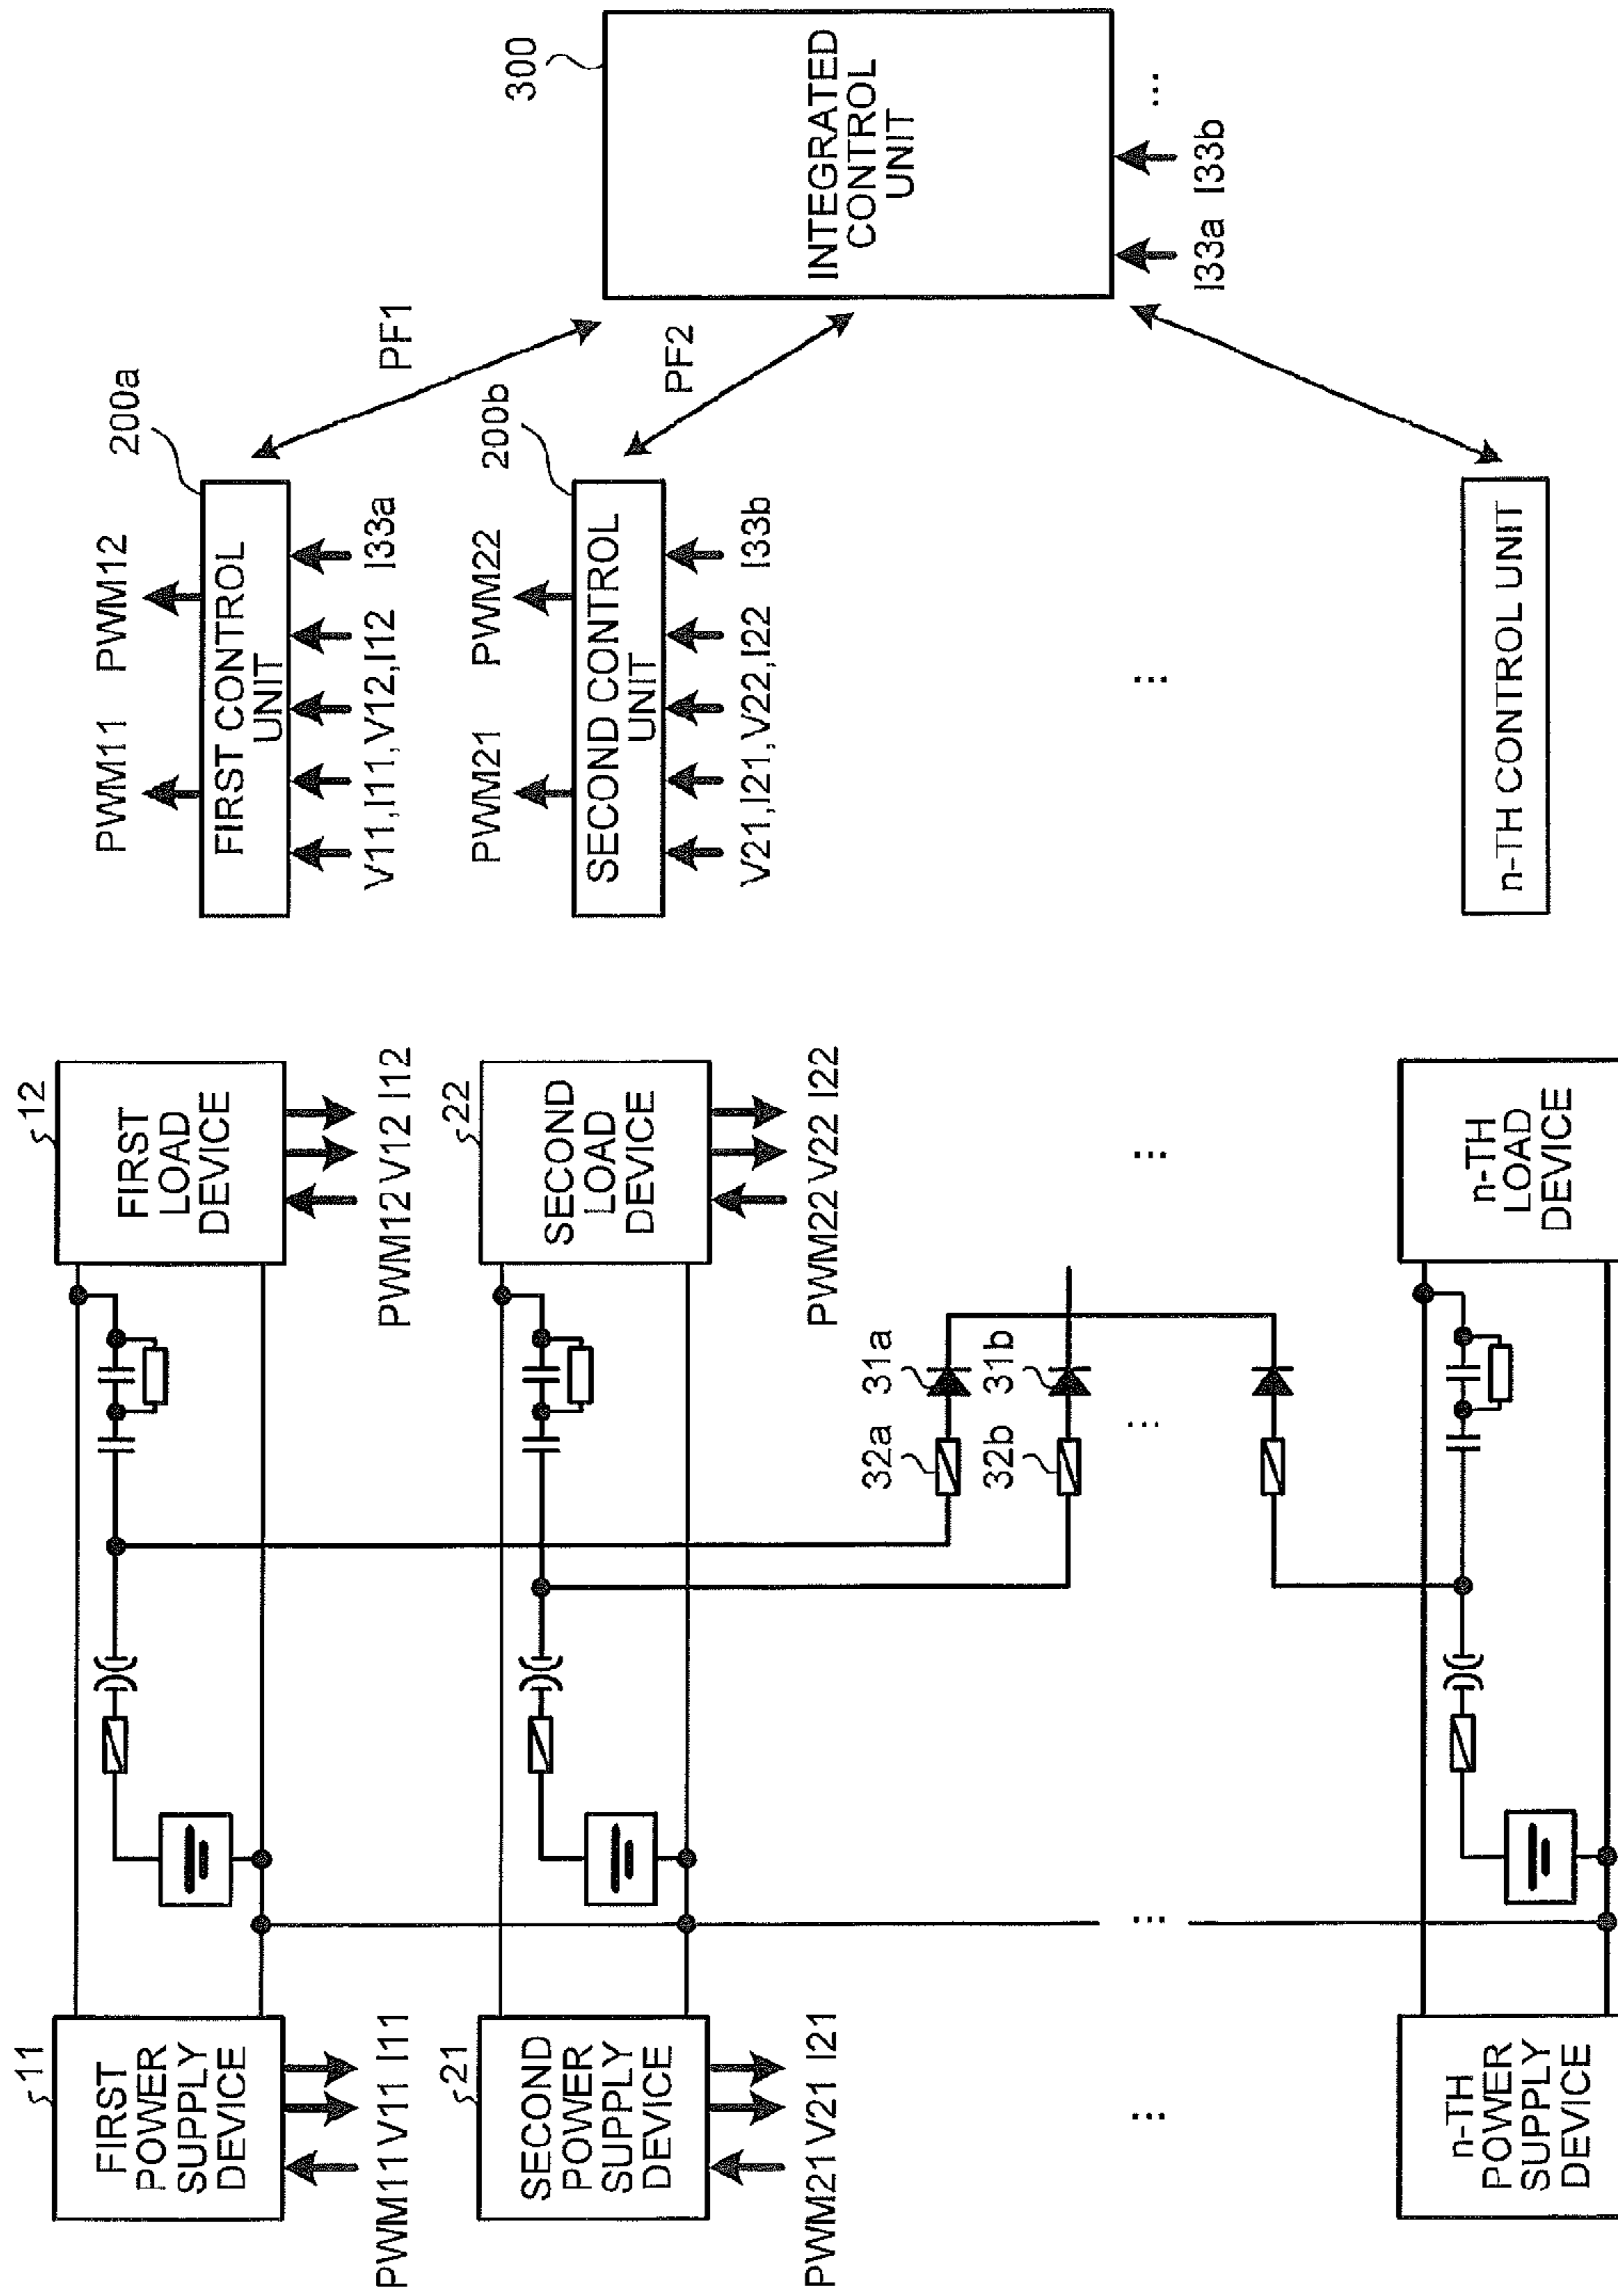 300
INTEGRATED
CONTROL
UNIT
I33a I33b ...
PF1
PF2
200a
PWM11 PWM12
FIRST CONTROL
UNIT
V11,I11,V12,I12 I33a
200b
PWM21 PWM22
SECOND CONTROL
UNIT
V21,I21,V22,I22 I33b
...
n-TH CONTROL UNIT
11
FIRST
POWER
SUPPLY
DEVICE
PWM11 V11 I11
12
FIRST
LOAD
DEVICE
PWM12 V12 I12
21
SECOND
POWER
SUPPLY
DEVICE
PWM21 V21 I21
22
SECOND
LOAD
DEVICE
PWM22 V22 I22
32a 31a
32b 31b
...
...
...
...
n-TH
POWER
SUPPLY
DEVICE
n-TH
LOAD
DEVICE